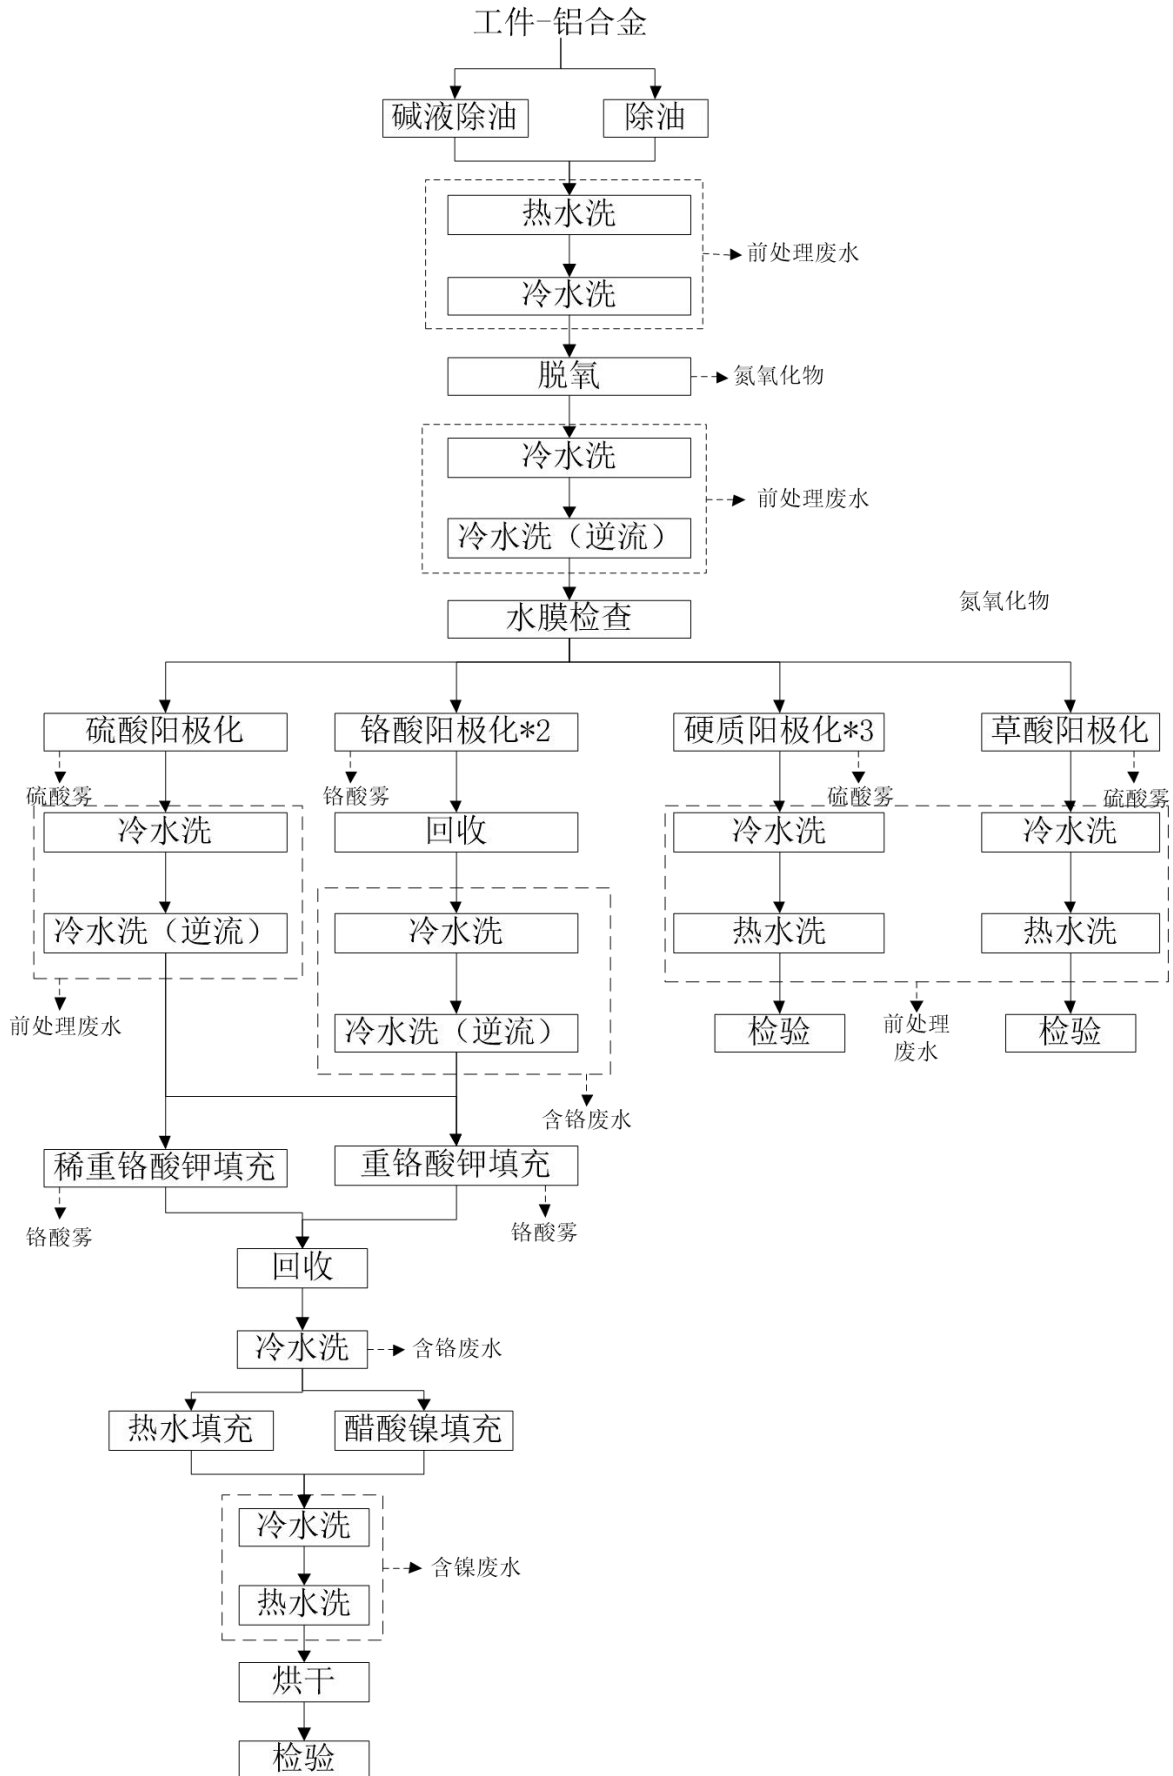 工件-铝合金
碱液除油
除油
热水洗
前处理废水
冷水洗
脱氧
氮氧化物
冷水洗
前处理废水
冷水洗（逆流）
水膜检查
氮氧化物
硫酸阳极化
铬酸阳极化*2
硬质阳极化*3
草酸阳极化
硫酸雾
铬酸雾
硫酸雾
硫酸雾
冷水洗
回收
冷水洗
冷水洗
冷水洗（逆流）
冷水洗
热水洗
热水洗
前处理废水
冷水洗（逆流）
检验
前处理
废水
检验
含铬废水
稀重铬酸钾填充
重铬酸钾填充
铬酸雾
铬酸雾
回收
冷水洗
含铬废水
热水填充
醋酸镍填充
冷水洗
含镍废水
热水洗
烘干
检验